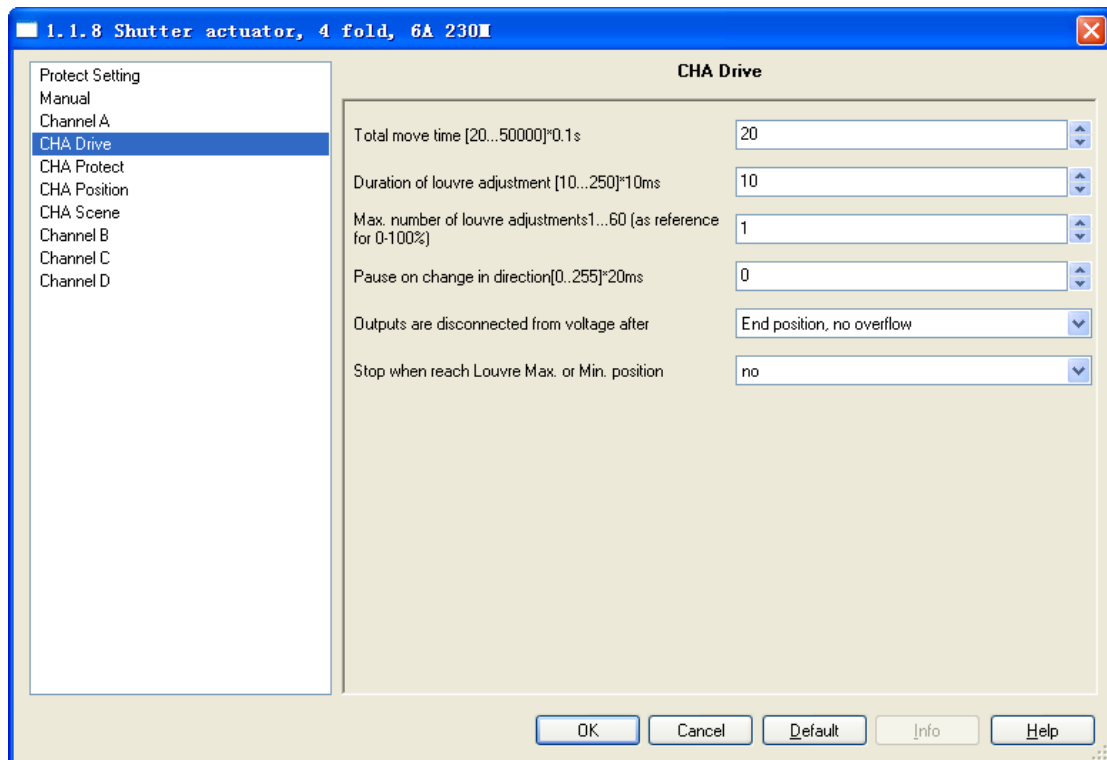 1.1.8 Shutter actuator, 4 fold, 6A 230M
Protect Setting
Manual
Channel A
CHA Drive
CHA Protect
CHA Position
CHA Scene
Channel B
Channel C
Channel D
CHA Drive
Total move time [20...50000]*0.1s
20
Duration of louvre adjustment [10...250]*10ms
10
Max. number of louvre adjustments1...60 (as reference
for 0-100%)
1
Pause on change in direction[0..255]*20ms
0
Outputs are disconnected from voltage after
End position, no overflow
Stop when reach Louvre Max. or Min. position
no
OK
Cancel
Default
Info
Help